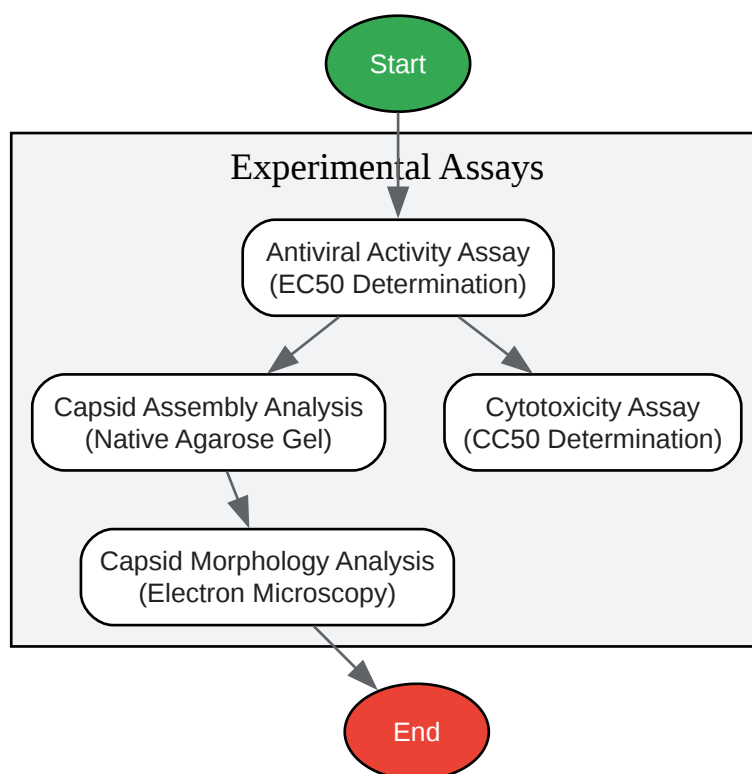 Start
Experimental Assays
Antiviral Activity Assay
(EC50 Determination)
Capsid Assembly Analysis
(Native Agarose Gel)
Cytotoxicity Assay
(CC50 Determination)
Capsid Morphology Analysis
(Electron Microscopy)
End